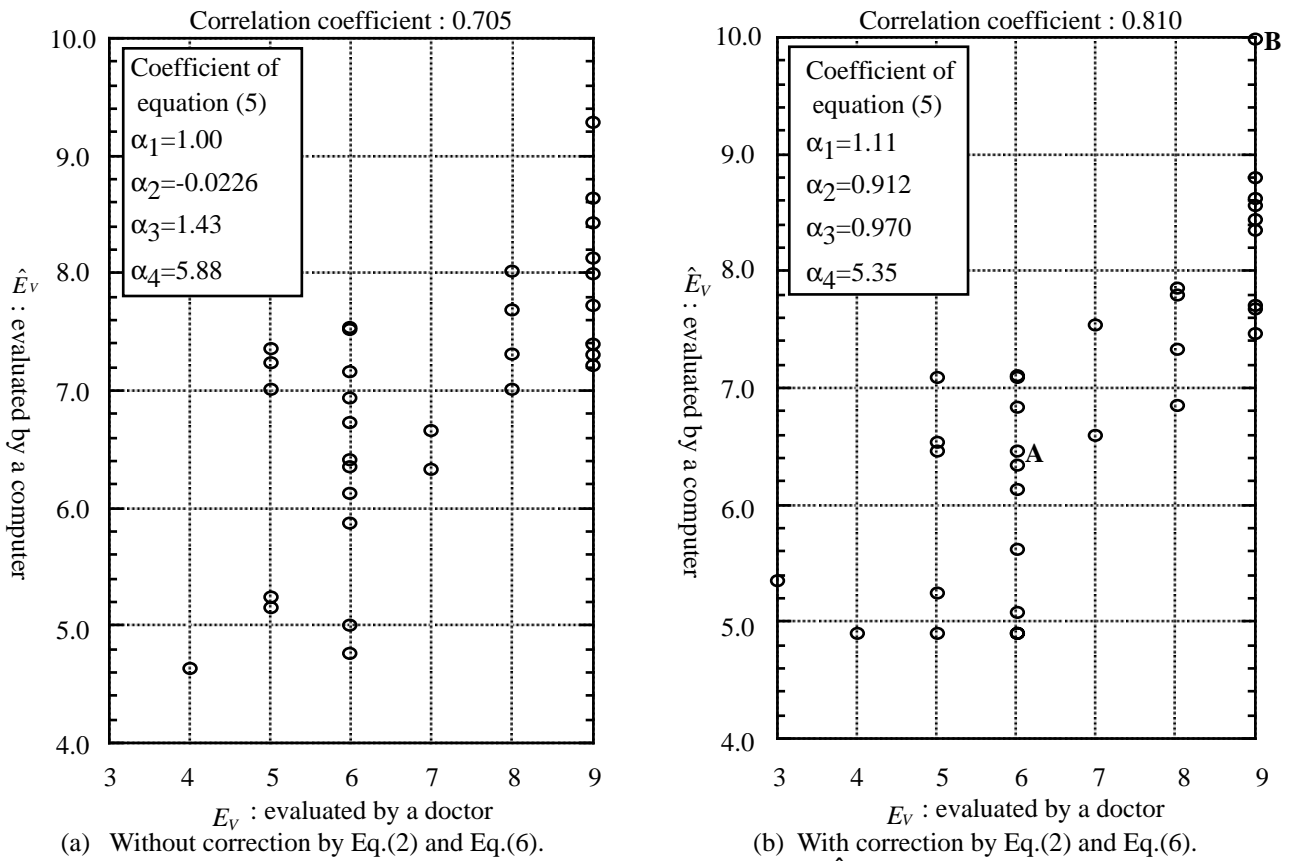 Correlation coefficient : 0.705
10.0
9.0
8.0
7.0
6.0
5.0
4.0
Coefficient of
equation (5)
α1=1.00
α2=-0.0226
α3=1.43
α4=5.88
ÊV : evaluated by a computer
3 4 5 6 7 8 9
EV : evaluated by a doctor
(a) Without correction by Eq.(2) and Eq.(6).
Correlation coefficient : 0.810
10.0
9.0
8.0
7.0
6.0
5.0
4.0
Coefficient of
equation (5)
α1=1.11
α2=0.912
α3=0.970
α4=5.35
B
A
ÊV : evaluated by a computer
3 4 5 6 7 8 9
EV : evaluated by a doctor
(b) With correction by Eq.(2) and Eq.(6).